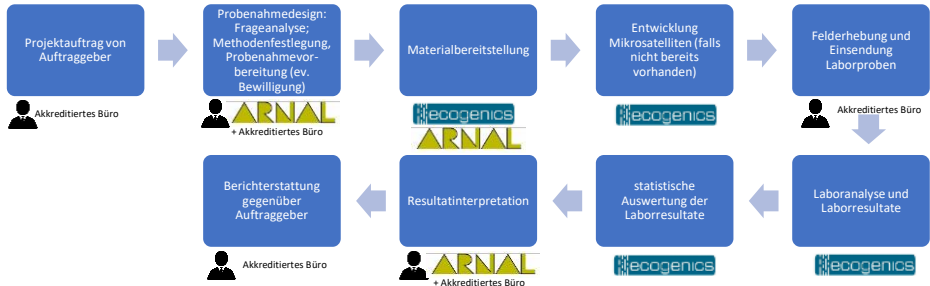 Projektauftrag von
Auftraggeber
Akkreditiertes Büro
Probenahmedesign:
Frageanalyse;
Methodenfestlegung,
Probenahmevor-
bereitung (ev.
Bewilligung)
ARNAL
+ Akkreditiertes Büro
Materialbereitstellung
ecogenics
ARNAL
Entwicklung
Mikrosatelliten (falls
nicht bereits
vorhanden)
ecogenics
Felderhebung und
Einsendung
Laborproben
Akkreditiertes Büro
Laboranalyse und
Laborresultate
ecogenics
statistische
Auswertung der
Laborresultate
ecogenics
Resultatinterpretation
ARNAL
+ Akkreditiertes Büro
Berichterstattung
gegenüber
Auftraggeber
Akkreditiertes Büro